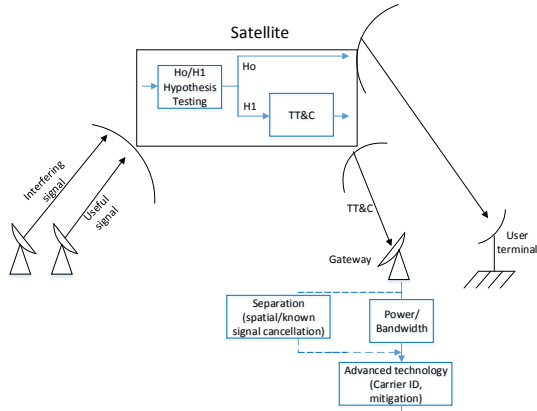 Satellite
Ho/H1
Hypothesis
Testing
Ho
H1
TT&C
Interfering
signal
Useful
signal
TT&C
Gateway
User
terminal
Separation
(spatial/known
signal cancellation)
Power/
Bandwidth
Advanced technology
(Carrier ID,
mitigation)